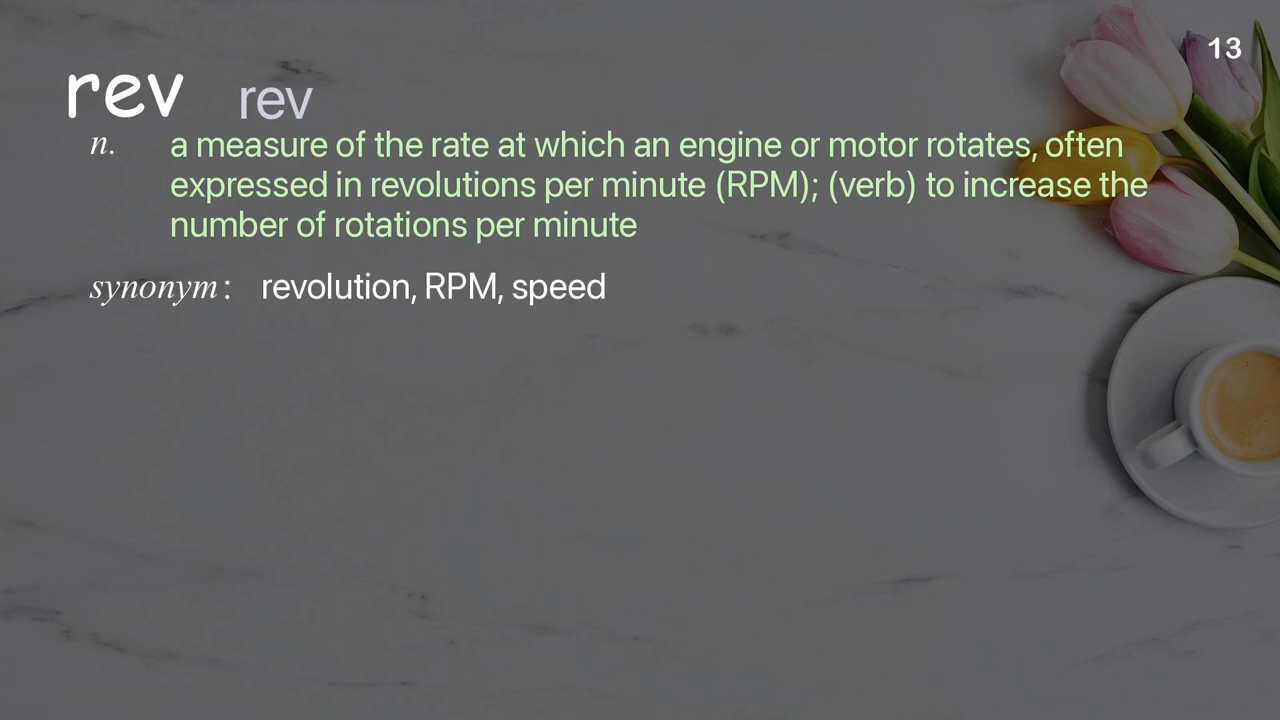 13
rev rev
n. a measure of the rate at which an engine or motor rotates, often
expressed in revolutions per minute (RPM); (verb) to increase the
number of rotations per minute
synonym: revolution, RPM, speed